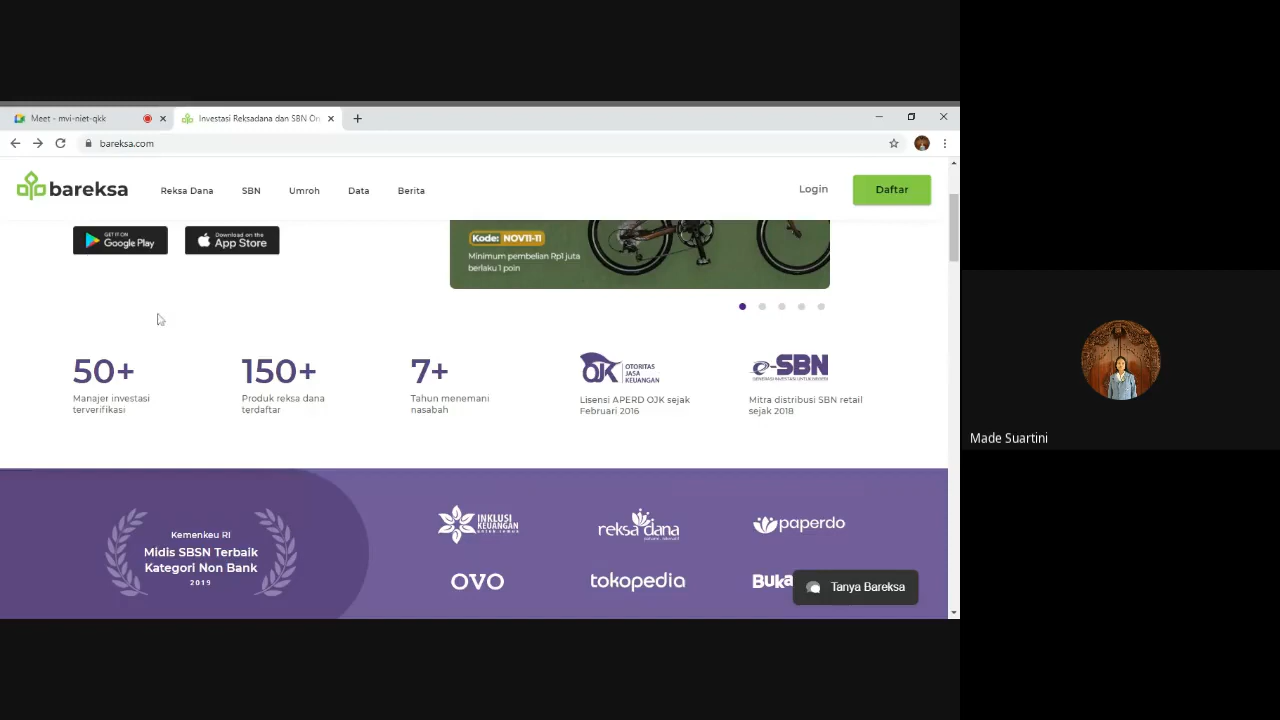 Meet - mvi-niet-qkk
Investasi Reksadana dan SBN On
bareksa.com
bareksa
Reksa Dana
SBN
Umroh
Data
Berita
Login
Daftar
GET IT ON
Google Play
Download on the
App Store
Kode: NOV11-11
Minimum pembelian Rp1 juta
berlaku 1 poin
50+
Manajer investasi
terverifikasi
150+
Produk reksa dana
terdaftar
7+
Tahun menemani
nasabah
OJK OTORITAS
JASA
KEUANGAN
Lisensi APERD OJK sejak
Februari 2016
e-SBN
Mitra distribusi SBN retail
sejak 2018
Kemenkeu RI
Midis SBSN Terbaik
Kategori Non Bank
2019
INKLUSI
KEUANGAN
reksa dana
paperdo
OVO
tokopedia
Buka
Tanya Bareksa
Made Suartini